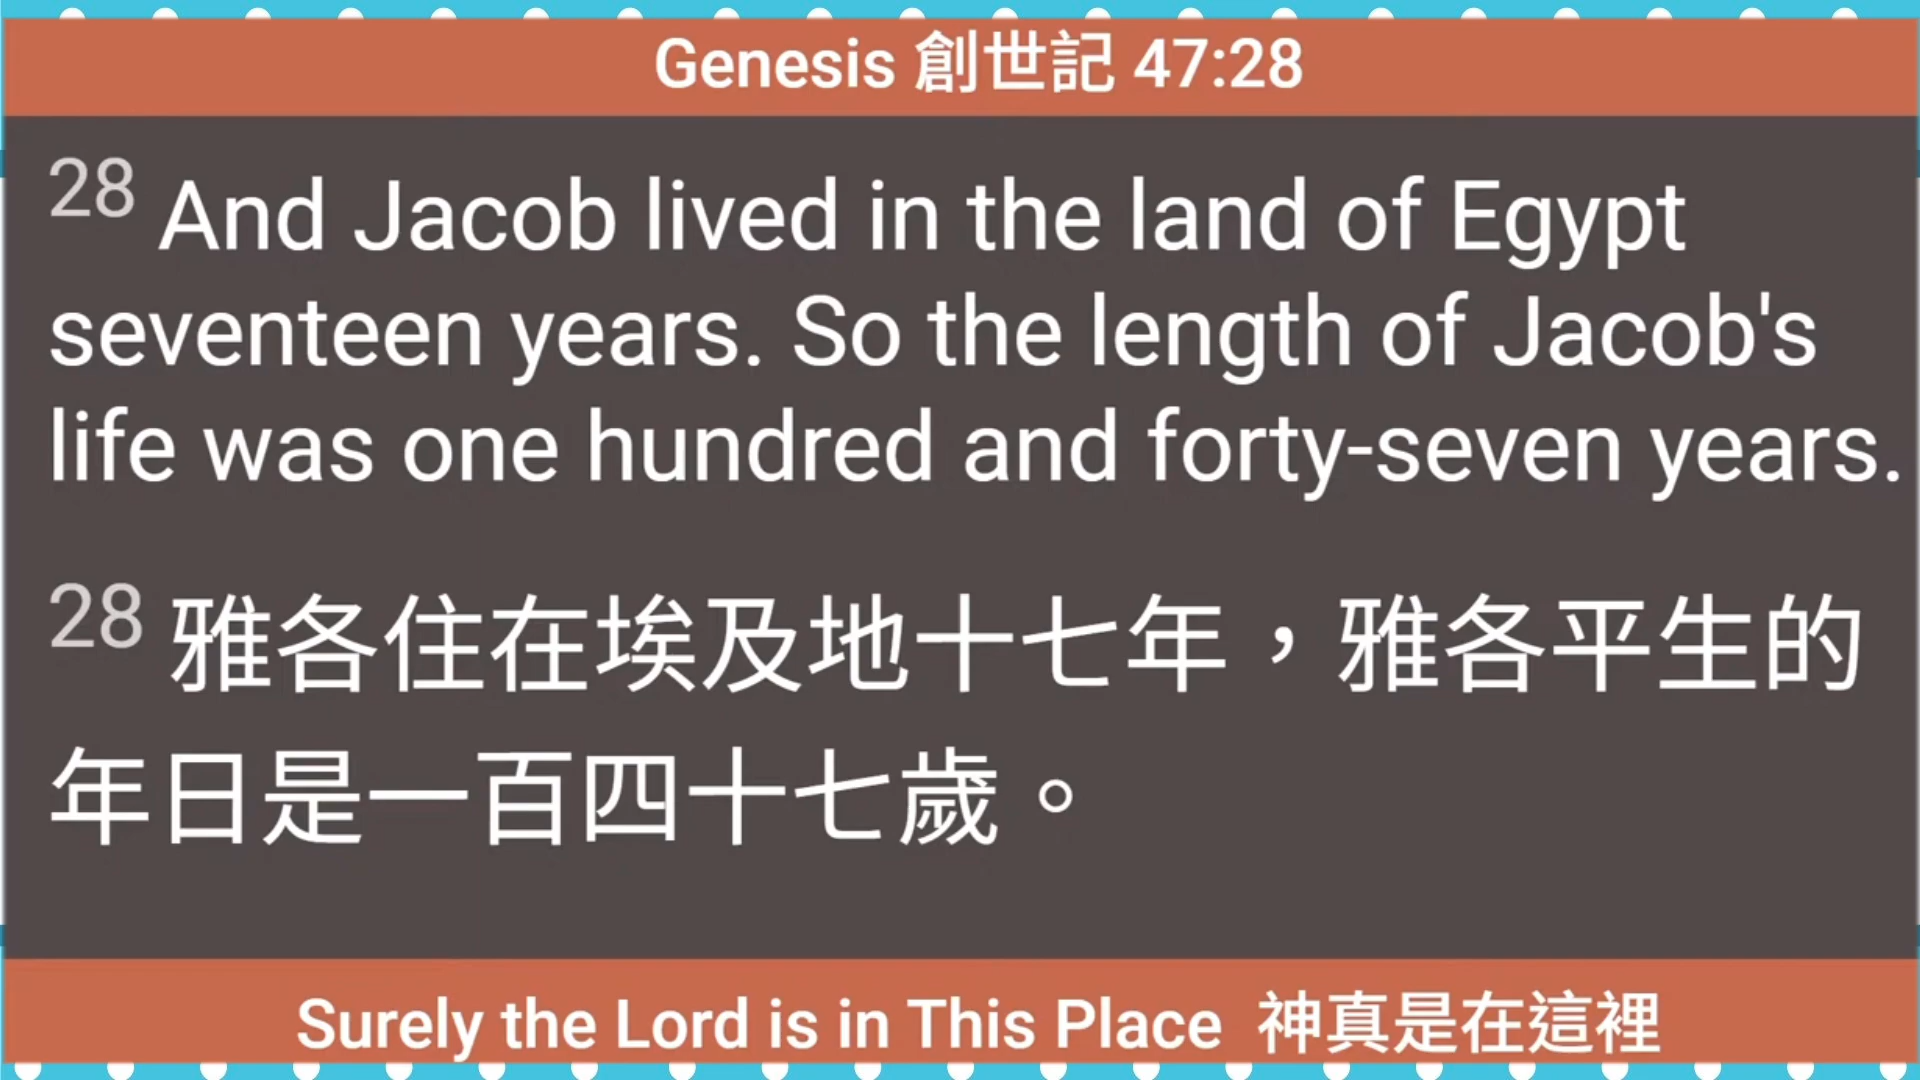 Genesis 創世記 47:28
28 And Jacob lived in the land of Egypt
seventeen years. So the length of Jacob's
life was one hundred and forty-seven years.
28 雅各住在埃及地十七年，雅各平生的
年日是一百四十七歲。
Surely the Lord is in This Place 神真是在這裡